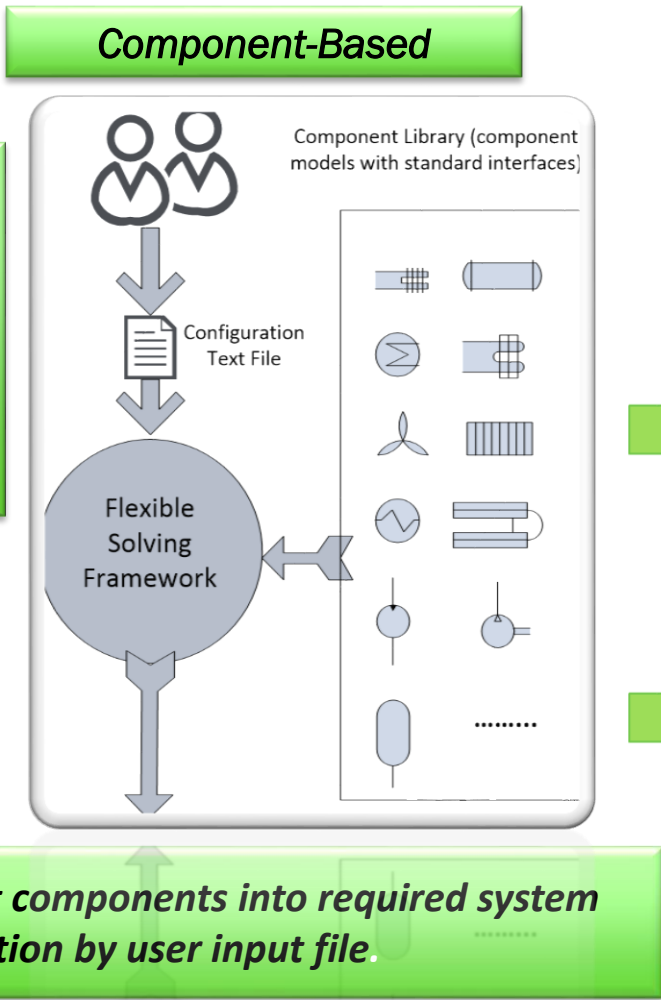 Component-Based
Component Library (component
models with standard interfaces)
Configuration
Text File
Flexible
Solving
Framework
………
components into required system
by user input file.
………